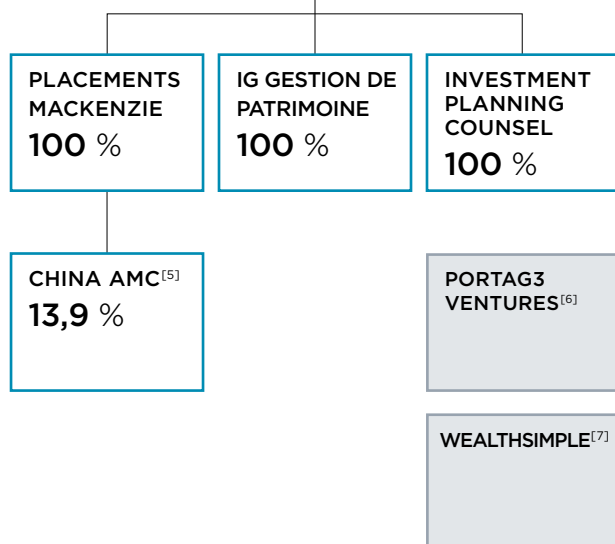 PLACEMENTS
MACKENZIE
100 %
IG GESTION DE
PATRIMOINE
100 %
INVESTMENT
PLANNING
COUNSEL
100 %
CHINA AMC[5]
13,9 %
PORTAG3
VENTURES[6]
WEALTHSIMPLE[7]